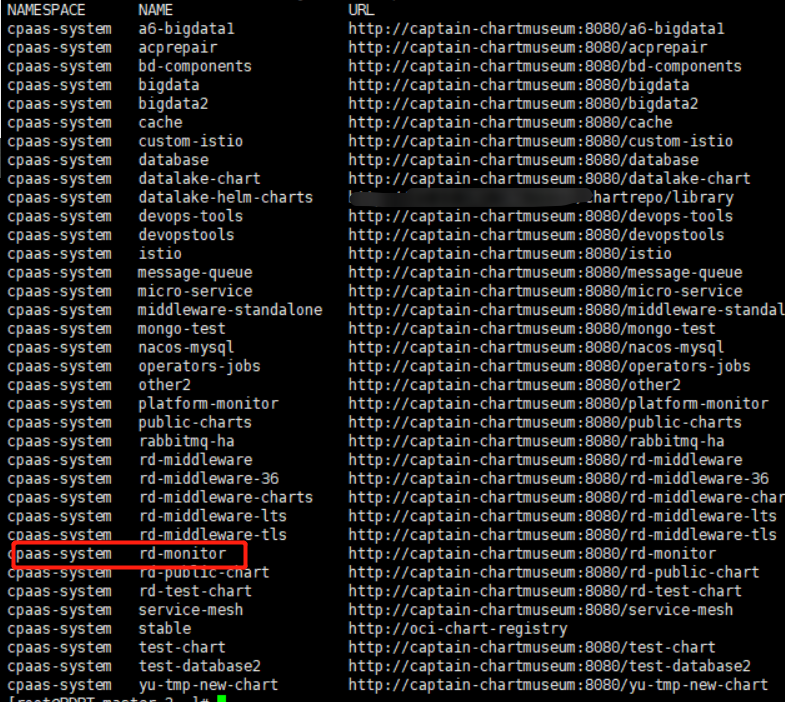 NAMESPACE NAME URL
cpaas-system a6-bigdata1 http://captain-chartmuseum:8080/a6-bigdata1
cpaas-system acprepair http://captain-chartmuseum:8080/acprepair
cpaas-system bd-components http://captain-chartmuseum:8080/bd-components
cpaas-system bigdata http://captain-chartmuseum:8080/bigdata
cpaas-system bigdata2 http://captain-chartmuseum:8080/bigdata2
cpaas-system cache http://captain-chartmuseum:8080/cache
cpaas-system custom-istio http://captain-chartmuseum:8080/custom-istio
cpaas-system database http://captain-chartmuseum:8080/database
cpaas-system datalake-chart http://captain-chartmuseum:8080/datalake-chart
cpaas-system datalake-helm-charts chartrepo/library
cpaas-system devops-tools http://captain-chartmuseum:8080/devops-tools
cpaas-system devopstools http://captain-chartmuseum:8080/devopstools
cpaas-system istio http://captain-chartmuseum:8080/istio
cpaas-system message-queue http://captain-chartmuseum:8080/message-queue
cpaas-system micro-service http://captain-chartmuseum:8080/micro-service
cpaas-system middleware-standalone http://captain-chartmuseum:8080/middleware-standal
cpaas-system mongo-test http://captain-chartmuseum:8080/mongo-test
cpaas-system nacos-mysql http://captain-chartmuseum:8080/nacos-mysql
cpaas-system operators-jobs http://captain-chartmuseum:8080/operators-jobs
cpaas-system other2 http://captain-chartmuseum:8080/other2
cpaas-system platform-monitor http://captain-chartmuseum:8080/platform-monitor
cpaas-system public-charts http://captain-chartmuseum:8080/public-charts
cpaas-system rabbitmq-ha http://captain-chartmuseum:8080/rabbitmq-ha
cpaas-system rd-middleware http://captain-chartmuseum:8080/rd-middleware
cpaas-system rd-middleware-36 http://captain-chartmuseum:8080/rd-middleware-36
cpaas-system rd-middleware-charts http://captain-chartmuseum:8080/rd-middleware-char
cpaas-system rd-middleware-lts http://captain-chartmuseum:8080/rd-middleware-lts
cpaas-system rd-middleware-tls http://captain-chartmuseum:8080/rd-middleware-tls
cpaas-system rd-monitor http://captain-chartmuseum:8080/rd-monitor
cpaas-system rd-public-chart http://captain-chartmuseum:8080/rd-public-chart
cpaas-system rd-test-chart http://captain-chartmuseum:8080/rd-test-chart
cpaas-system service-mesh http://captain-chartmuseum:8080/service-mesh
cpaas-system stable http://oci-chart-registry
cpaas-system test-chart http://captain-chartmuseum:8080/test-chart
cpaas-system test-database2 http://captain-chartmuseum:8080/test-database2
cpaas-system yu-tmp-new-chart http://captain-chartmuseum:8080/yu-tmp-new-chart